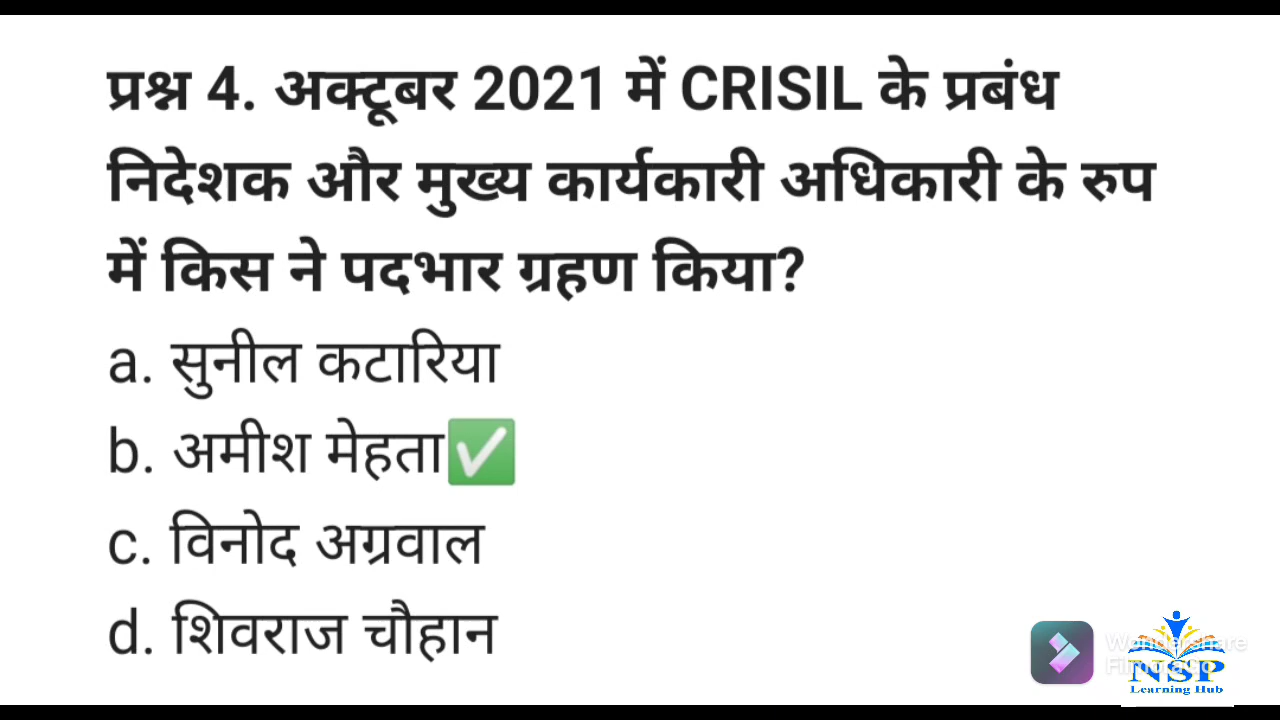 प्रश्न 4. अक्टूबर 2021 में CRISIL के प्रबंध
निदेशक और मुख्य कार्यकारी अधिकारी के रुप
में किस ने पदभार ग्रहण किया?
a. सुनील कटारिया
b. अमीश मेहता✅
c. विनोद अग्रवाल
d. शिवराज चौहान
Wondershare
NSP
Learning Hub